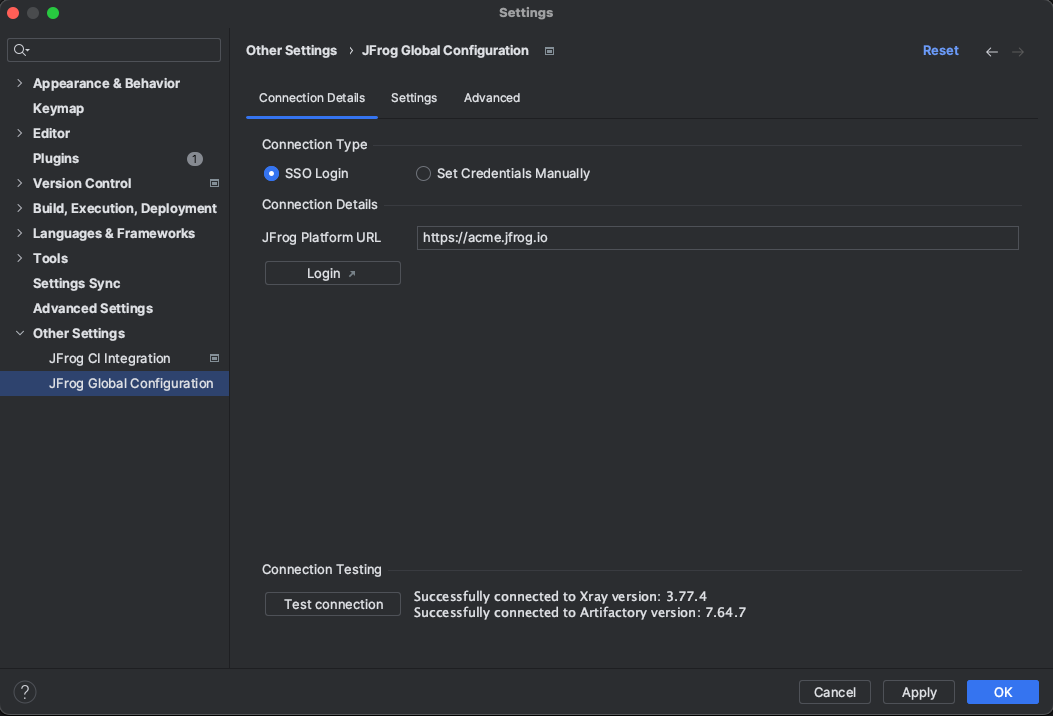 Settings
Appearance & Behavior
Keymap
Editor
Plugins 1
Version Control
Build, Execution, Deployment
Languages & Frameworks
Tools
Settings Sync
Advanced Settings
Other Settings
JFrog CI Integration
JFrog Global Configuration
Other Settings › JFrog Global Configuration
Reset
Connection Details Settings Advanced
Connection Type
SSO Login Set Credentials Manually
Connection Details
JFrog Platform URL https://acme.jfrog.io
Login ↗
Connection Testing
Test connection
Successfully connected to Xray version: 3.77.4
Successfully connected to Artifactory version: 7.64.7
?
Cancel Apply OK